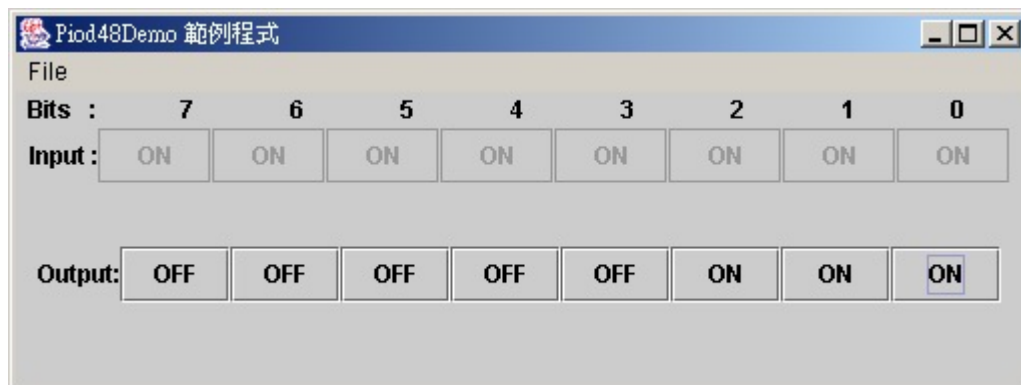 Piod48Demo 範例程式
File
Bits : 7 6 5 4 3 2 1 0
Input : ON ON ON ON ON ON ON ON
Output: OFF OFF OFF OFF OFF ON ON ON